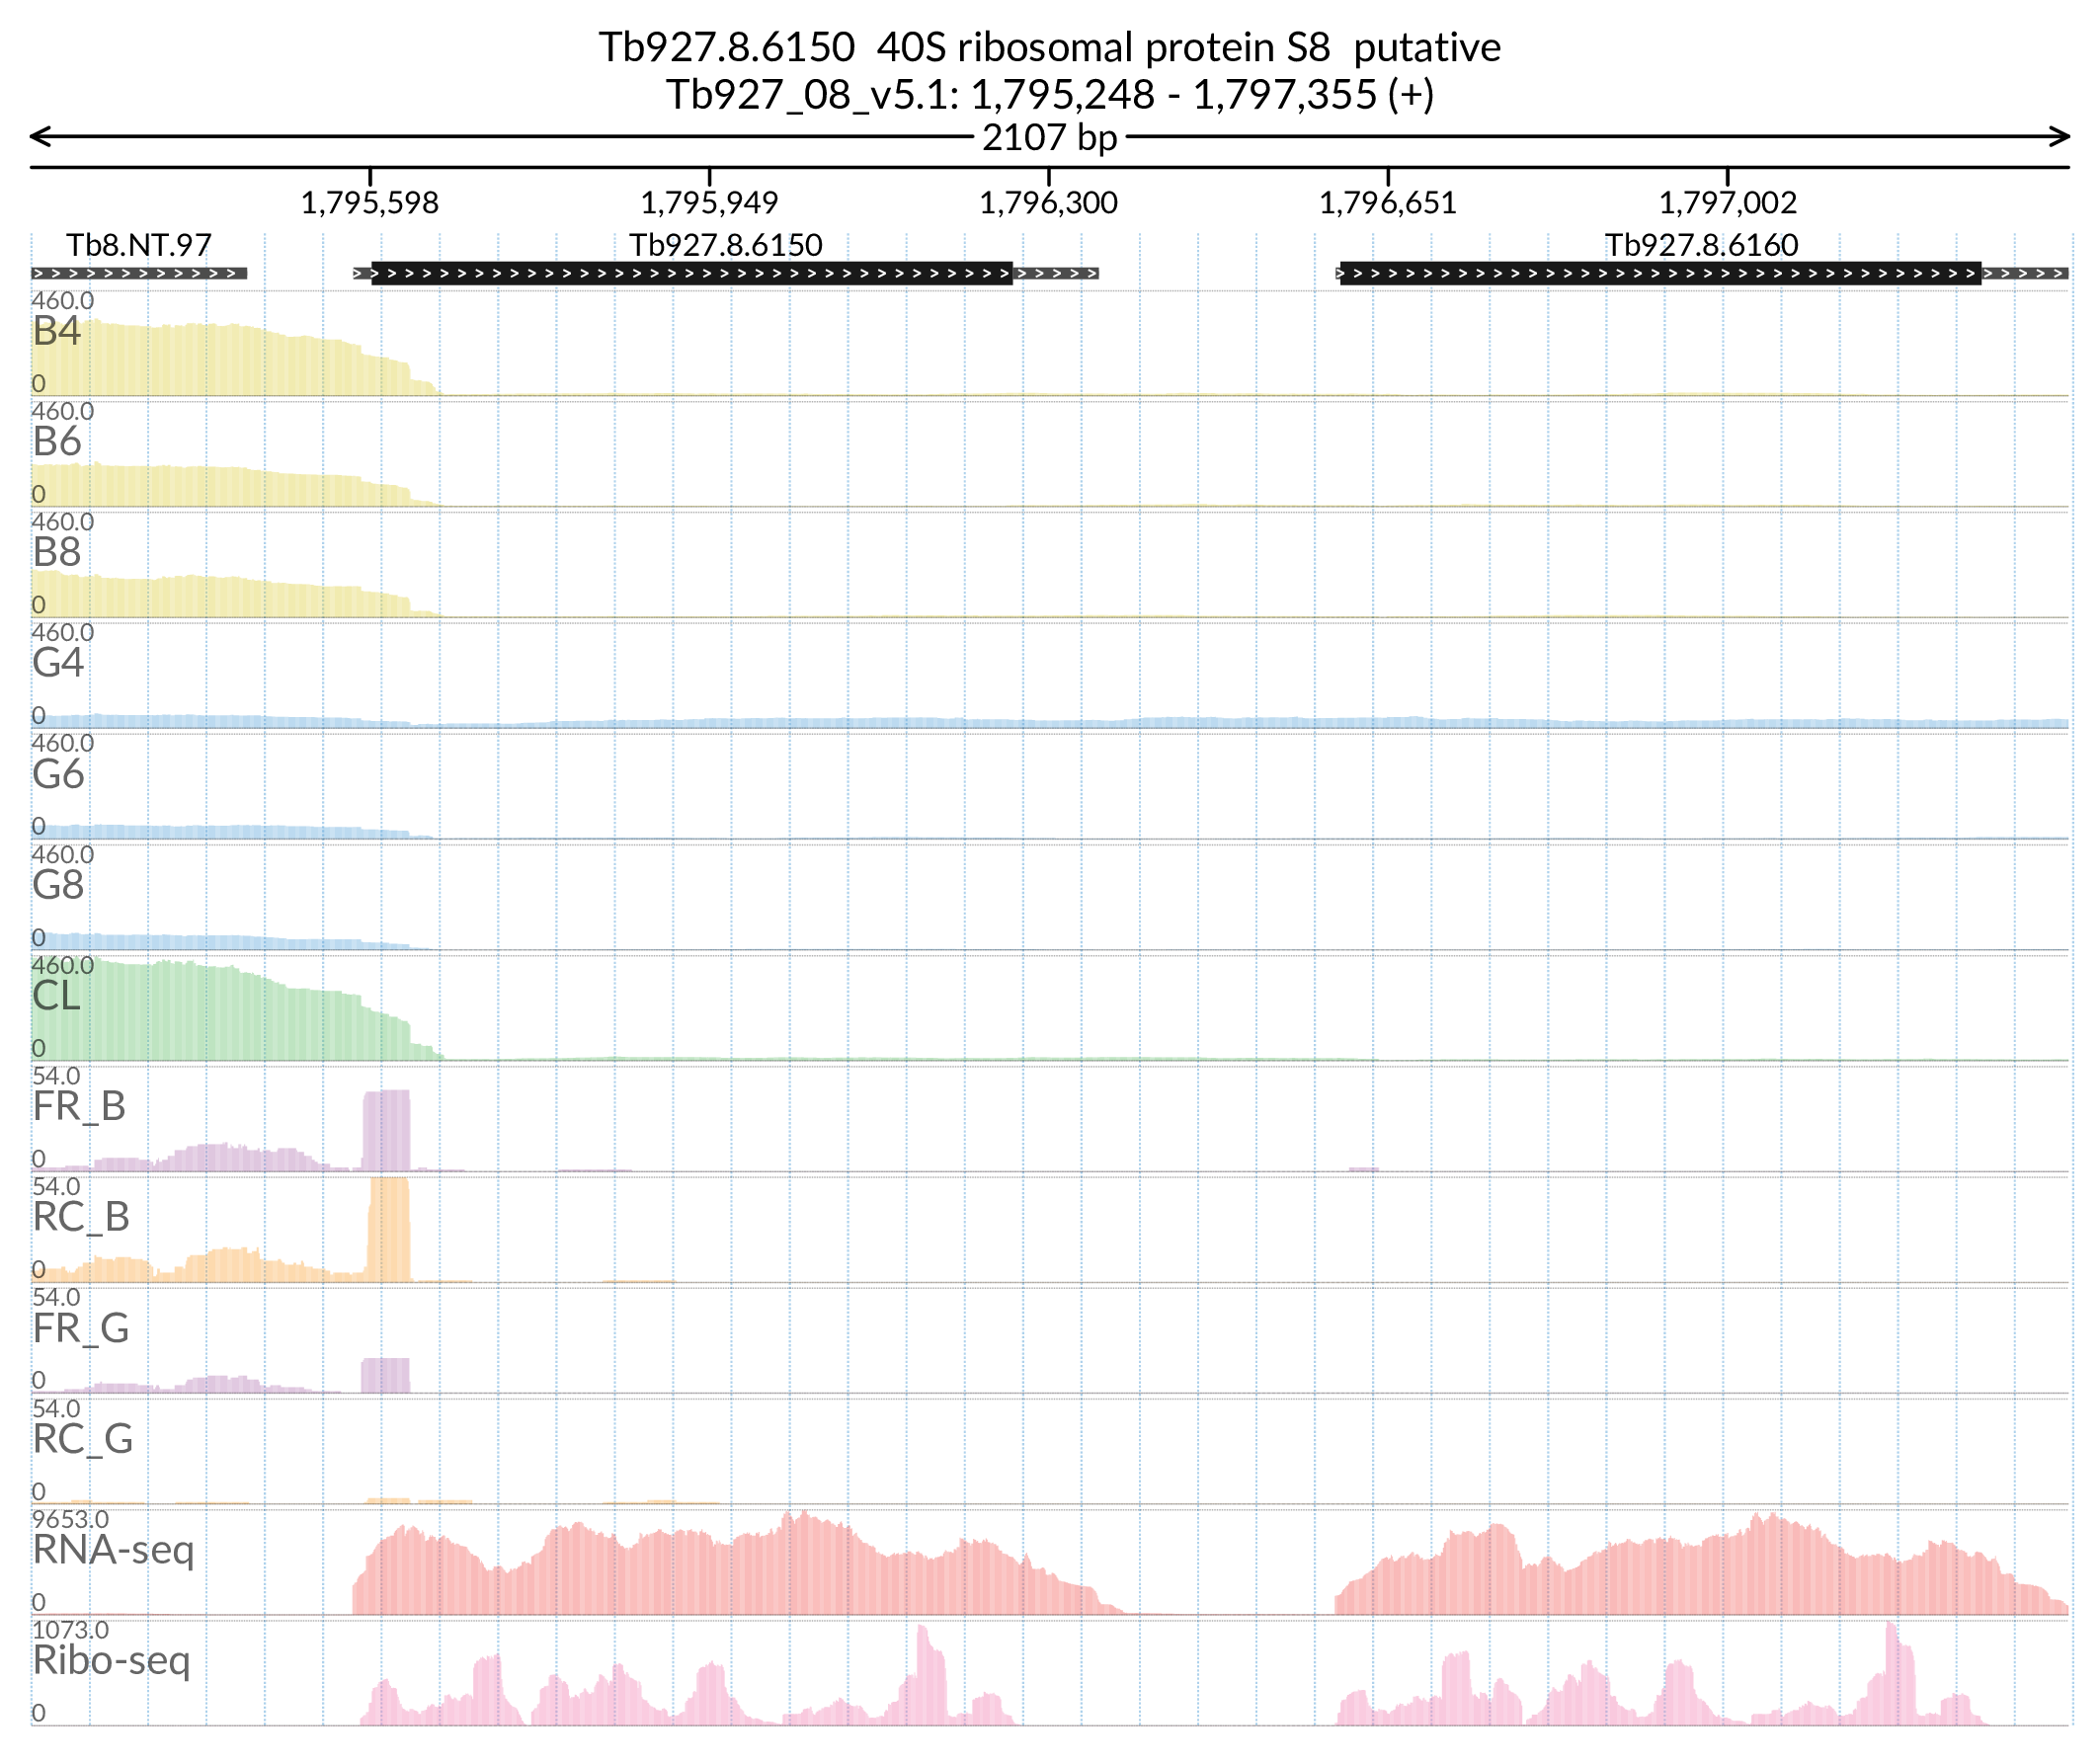 Tb927.8.6150 40S ribosomal protein S8 putative
Tb927_08_v5.1: 1,795,248 - 1,797,355 (+)
2107 bp
1,795,598 1,795,949 1,796,300 1,796,651 1,797,002
Tb8.NT.97 Tb927.8.6150 Tb927.8.6160
460.0
B4
0
460.0
B6
0
460.0
B8
0
460.0
G4
0
460.0
G6
0
460.0
G8
0
460.0
CL
0
54.0
FR_B
0
54.0
RC_B
0
54.0
FR_G
0
54.0
RC_G
0
9653.0
RNA-seq
0
1073.0
Ribo-seq
0